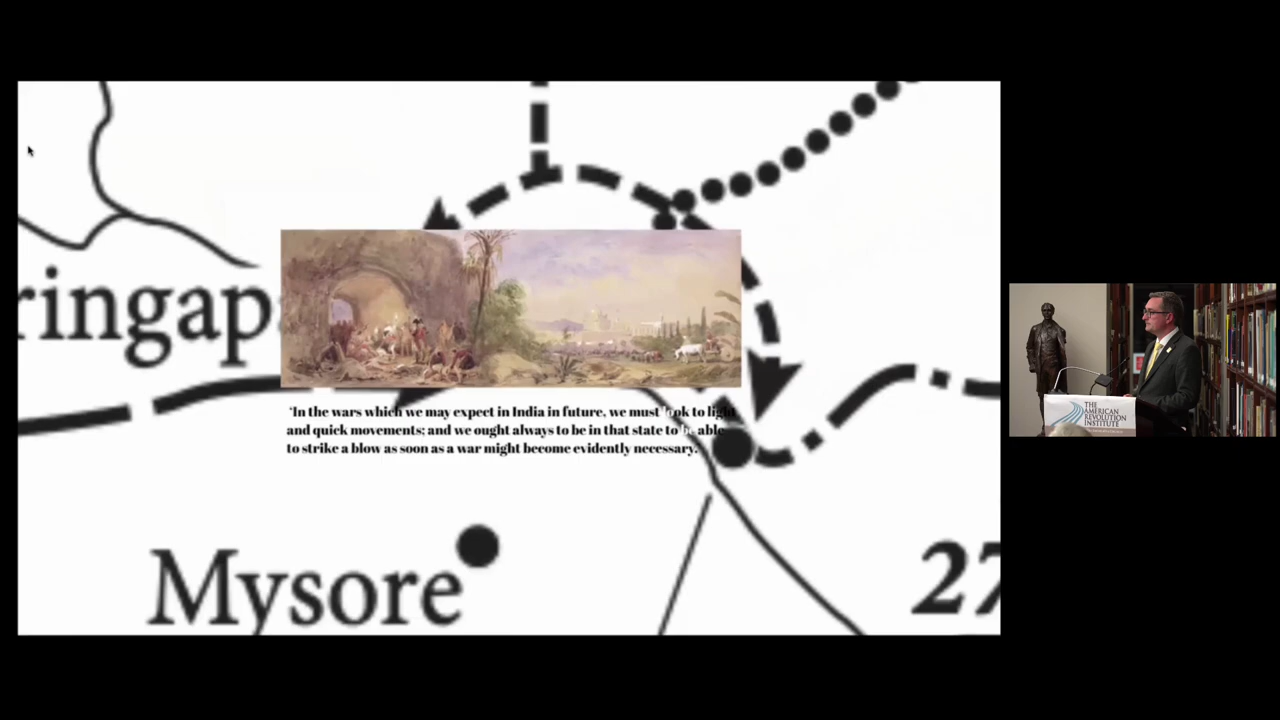 ringap
'In the wars which we may expect in India in future, we must look to light
and quick movements; and we ought always to be in that state to be able
to strike a blow as soon as a war might become evidently necessary.
Mysore
27
THE
AMERICAN
REVOLUTION
INSTITUTE